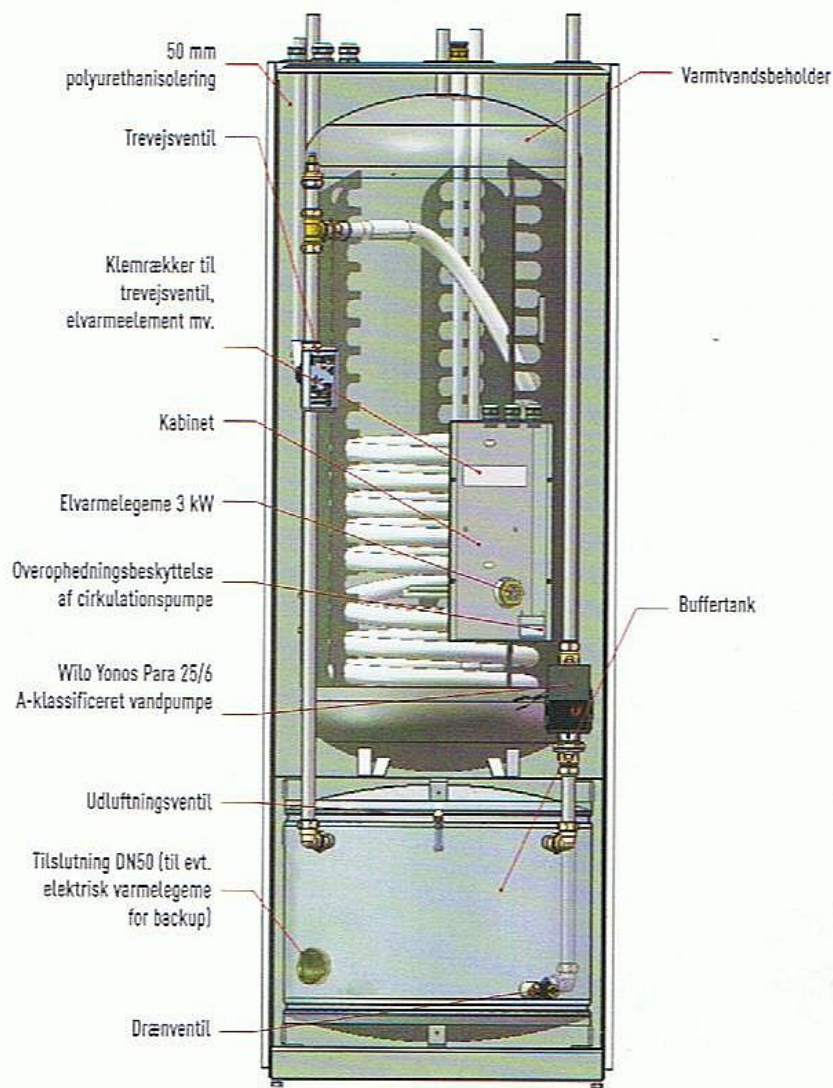 50 mm
polyurethanisolering
Varmtvandsbeholder
Trevejsventil
Klemrækker til
trevejsventil,
elvarmeelement mv.
Kabinet
Elvarmelegeme 3 kW
Overophedningsbeskyttelse
af cirkulationspumpe
Buffertank
Wilo Yonos Para 25/6
A-klassificeret vandpumpe
Udluftningsventil
Tilslutning DN50 (til evt.
elektrisk varmelegeme
for backup)
Drænventil